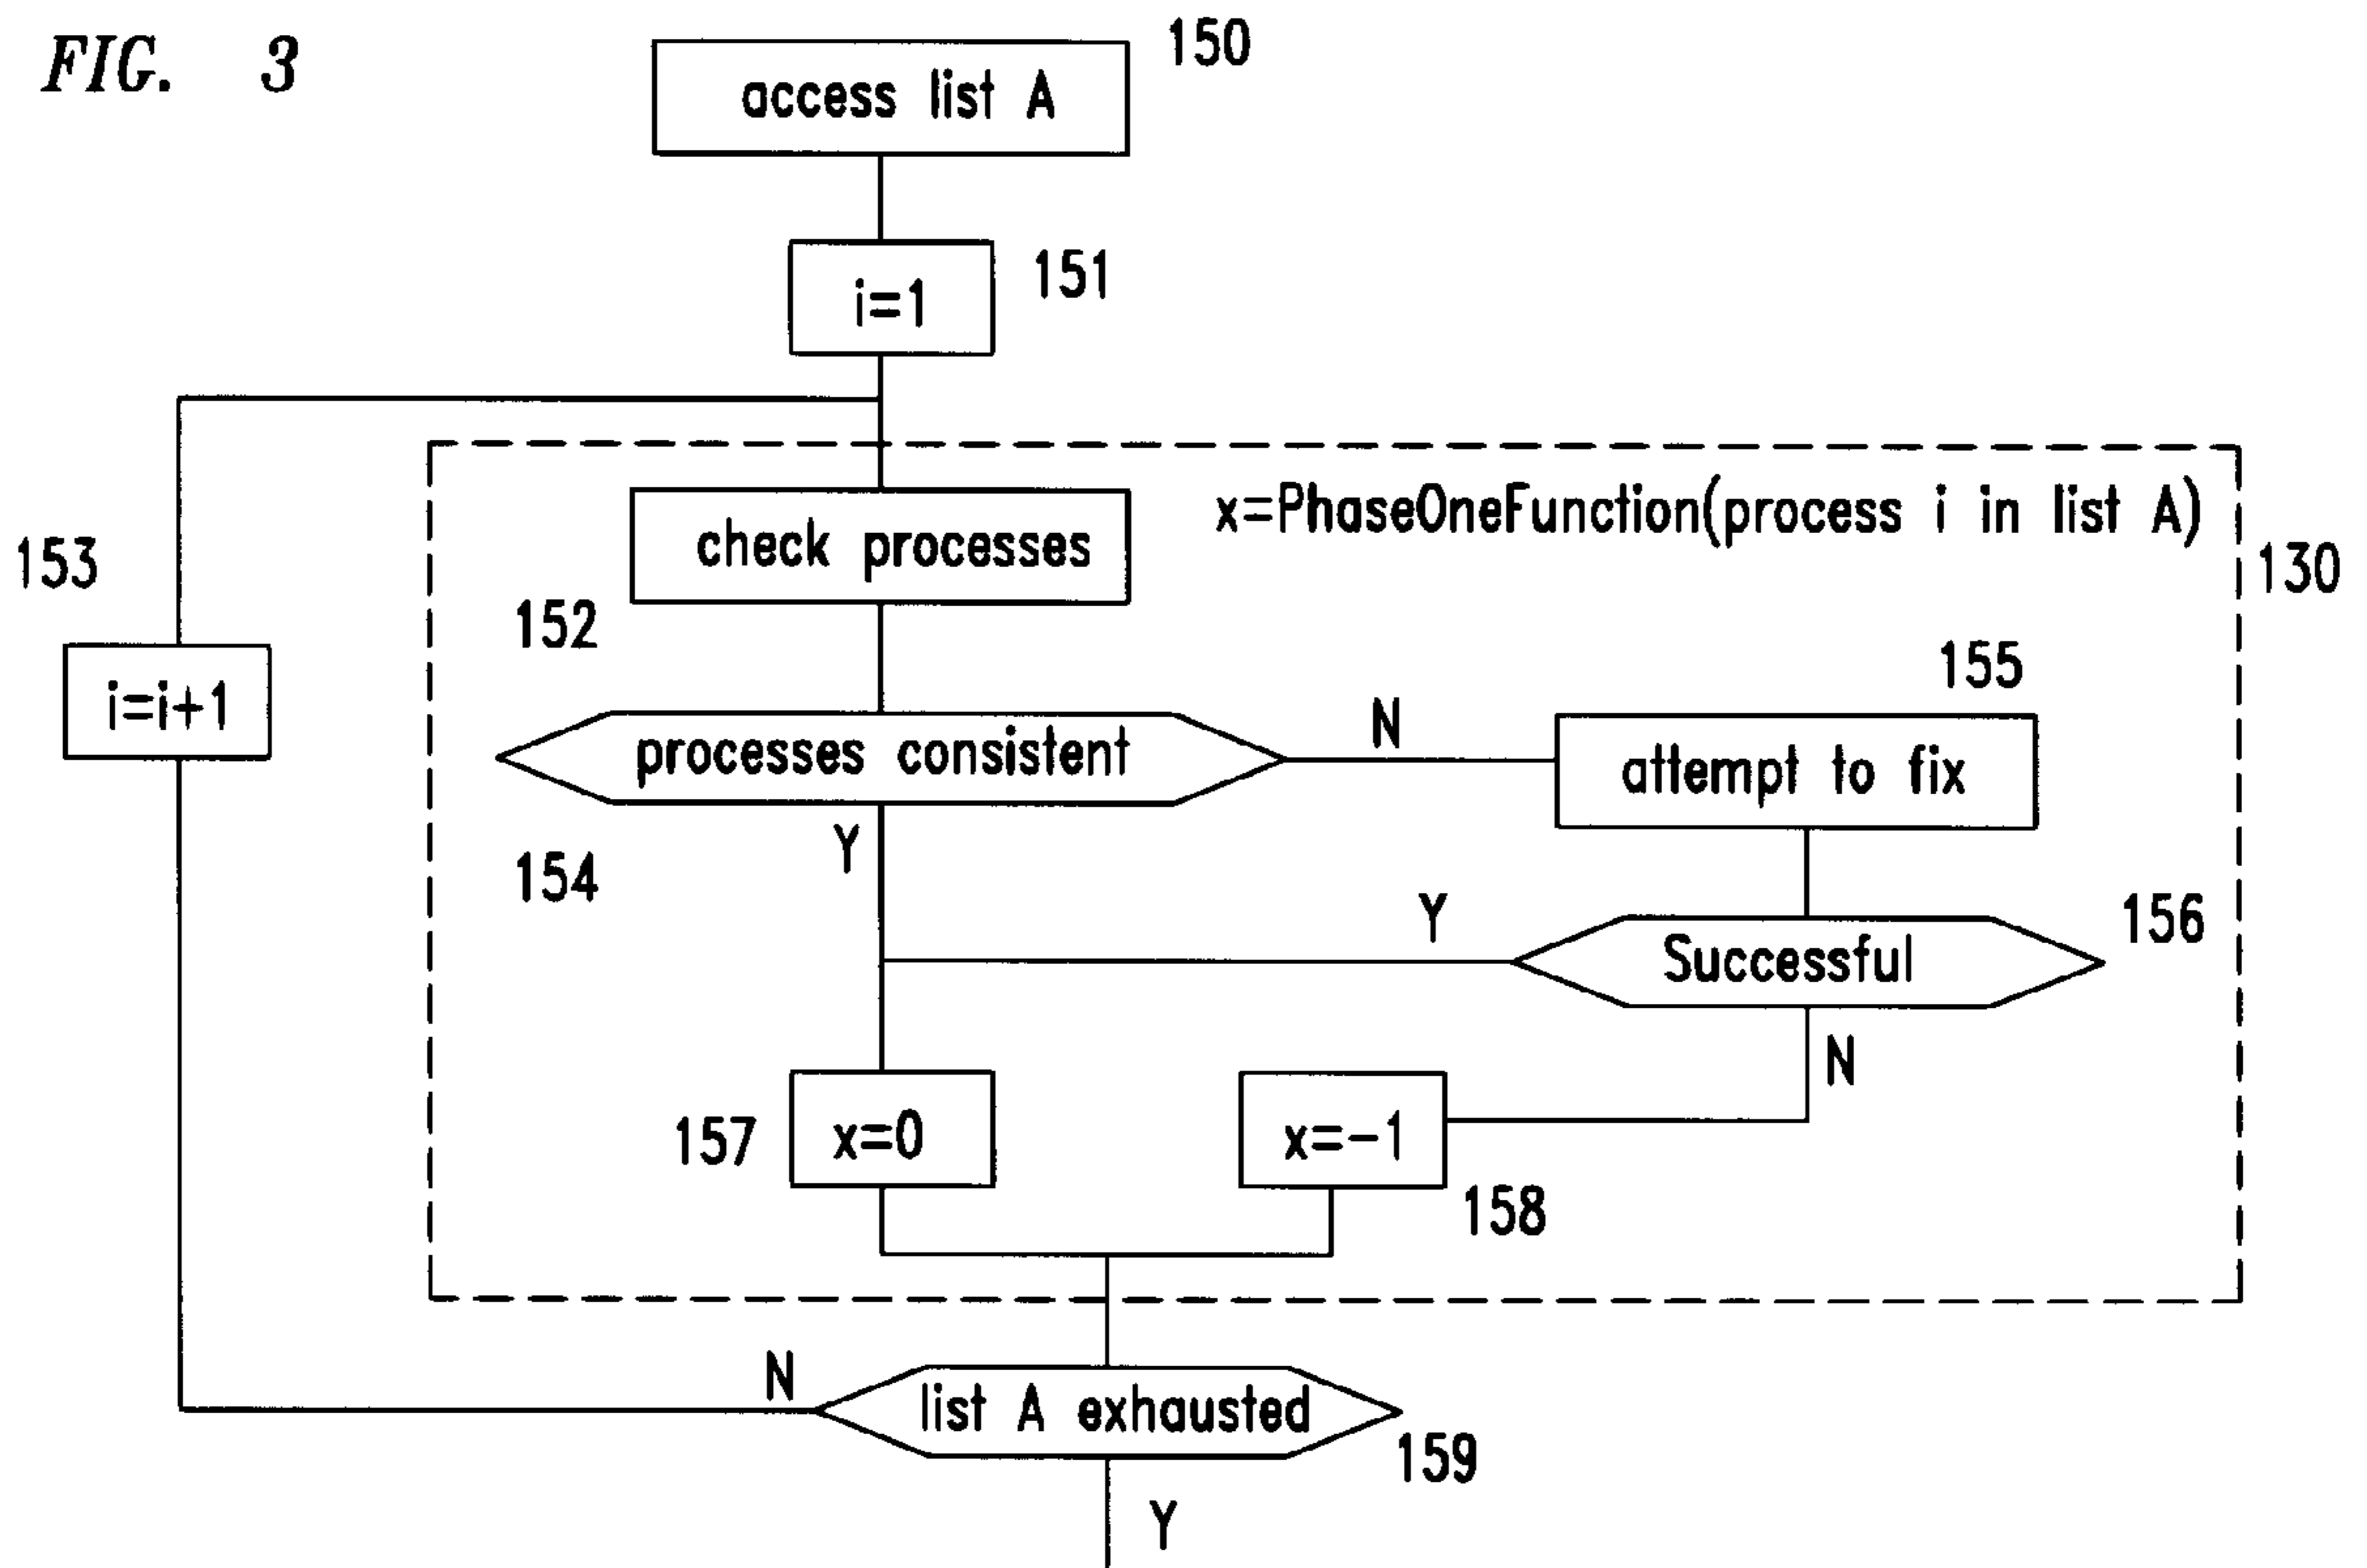 FIG. 3
150
access list A
151
i=1
x=PhaseOneFunction(process i in list A)
130
check processes
152
153
i=i+1
processes consistent
N
Y
154
155
attempt to fix
156
Successful
Y
N
157
x=0
x=-1
158
N
list A exhausted
159
Y